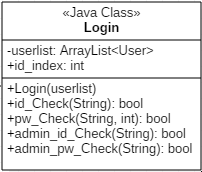 «Java Class»
Login
-userlist: ArrayList<User>
+id_index: int
+Login(userlist)
+id_Check(String): bool
+pw_Check(String, int): bool
+admin_id_Check(String): bool
+admin_pw_Check): bool